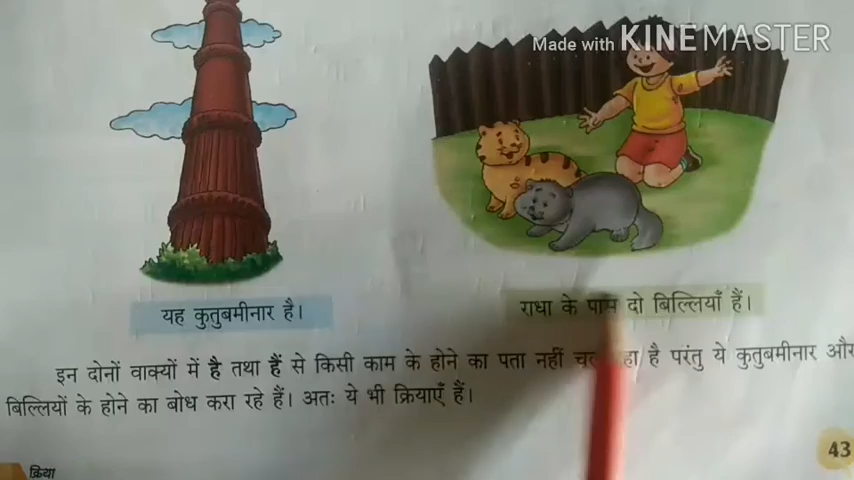 Made with KINEMASTER
यह कुतुबमीनार है।
राधा के पास दो बिल्लियाँ हैं।
इन दोनों वाक्यों में है तथा हैं से किसी काम के होने का पता नहीं चल रहा है परंतु ये कुतुबमीनार और
बिल्लियों के होने का बोध करा रहे हैं। अतः ये भी क्रियाएँ हैं।
43
क्रिया